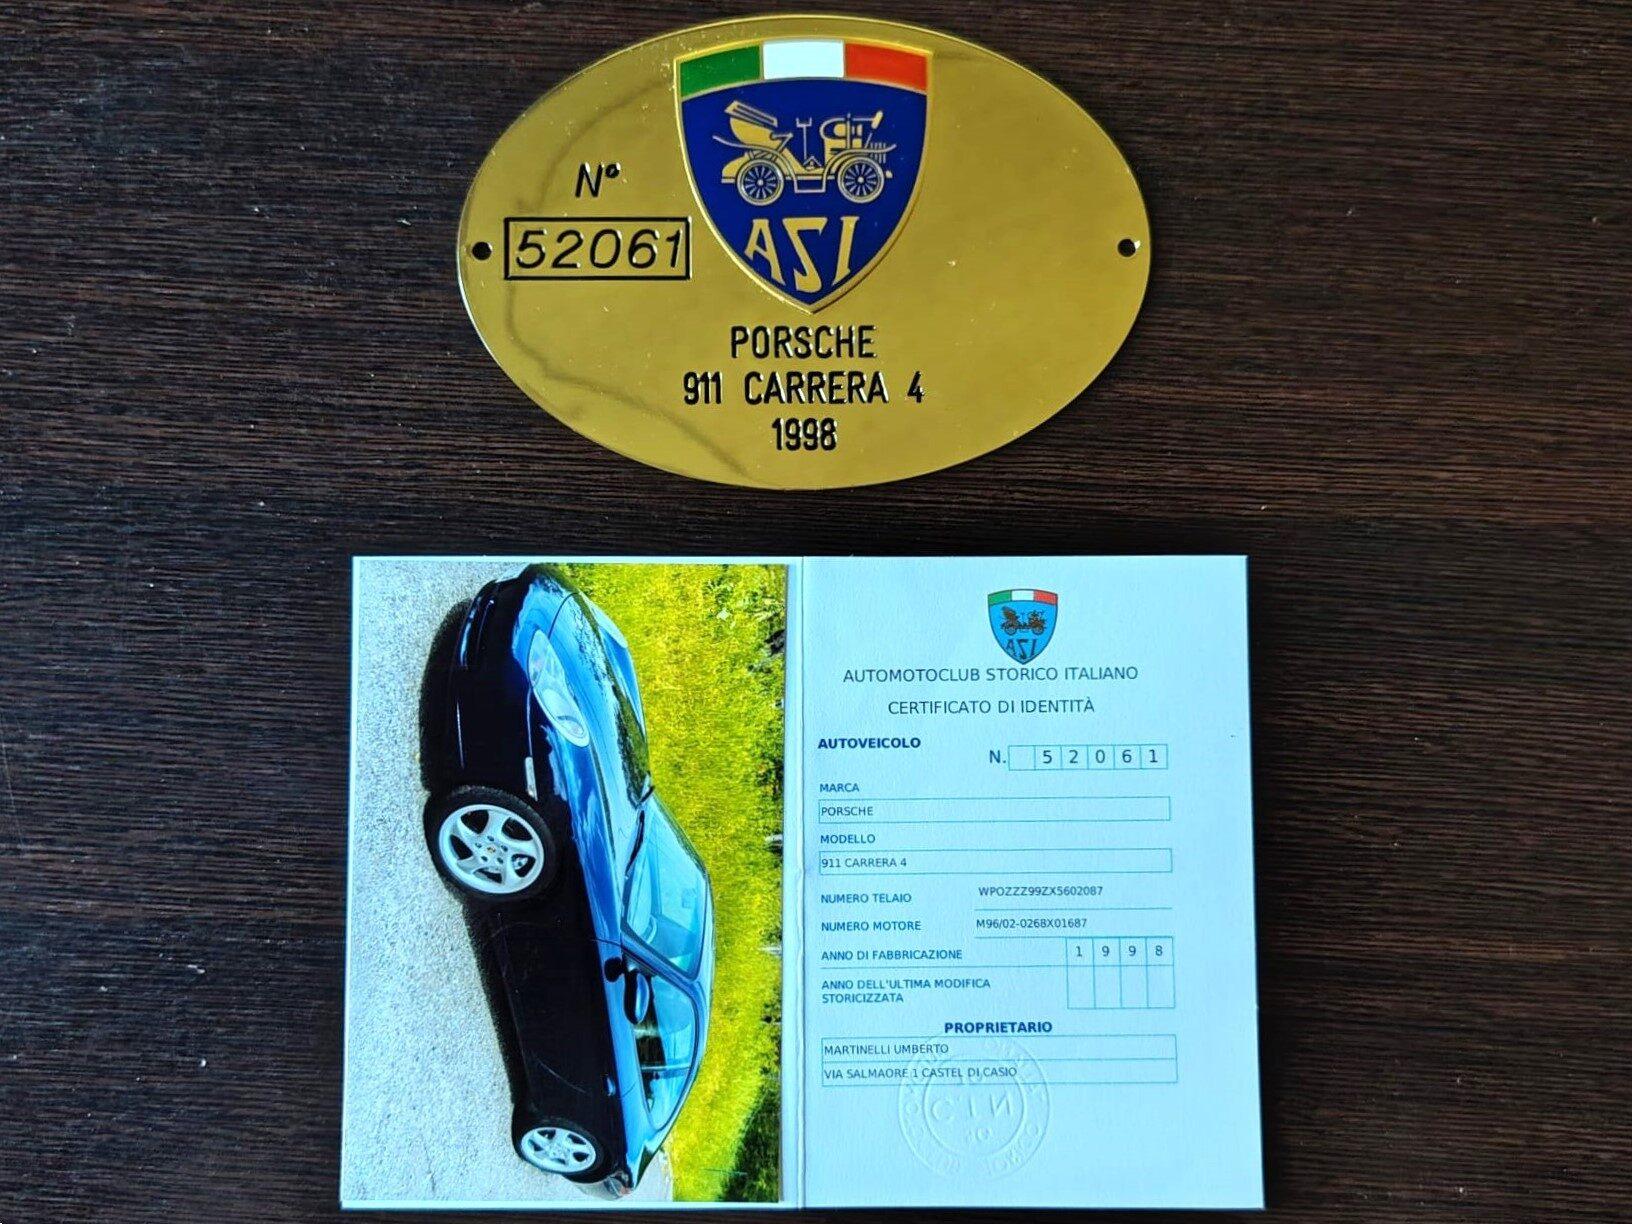 N°
52061
ASI
PORSCHE
911 CARRERA 4
1998
ASI
AUTOMOTOCLUB STORICO ITALIANO
CERTIFICATO DI IDENTITÀ
AUTOVEICOLO
N. 52061
MARCA
PORSCHE
MODELLO
911 CARRERA 4
NUMERO TELAIO WPOZZZ99ZX5602087
NUMERO MOTORE M96/02-0268X01687
ANNO DI FABBRICAZIONE 1998
ANNO DELL'ULTIMA MODIFICA
STORICIZZATA
PROPRIETARIO
MARTINELLI UMBERTO
VIA SALMAORE 1 CASTEL DI CASIO